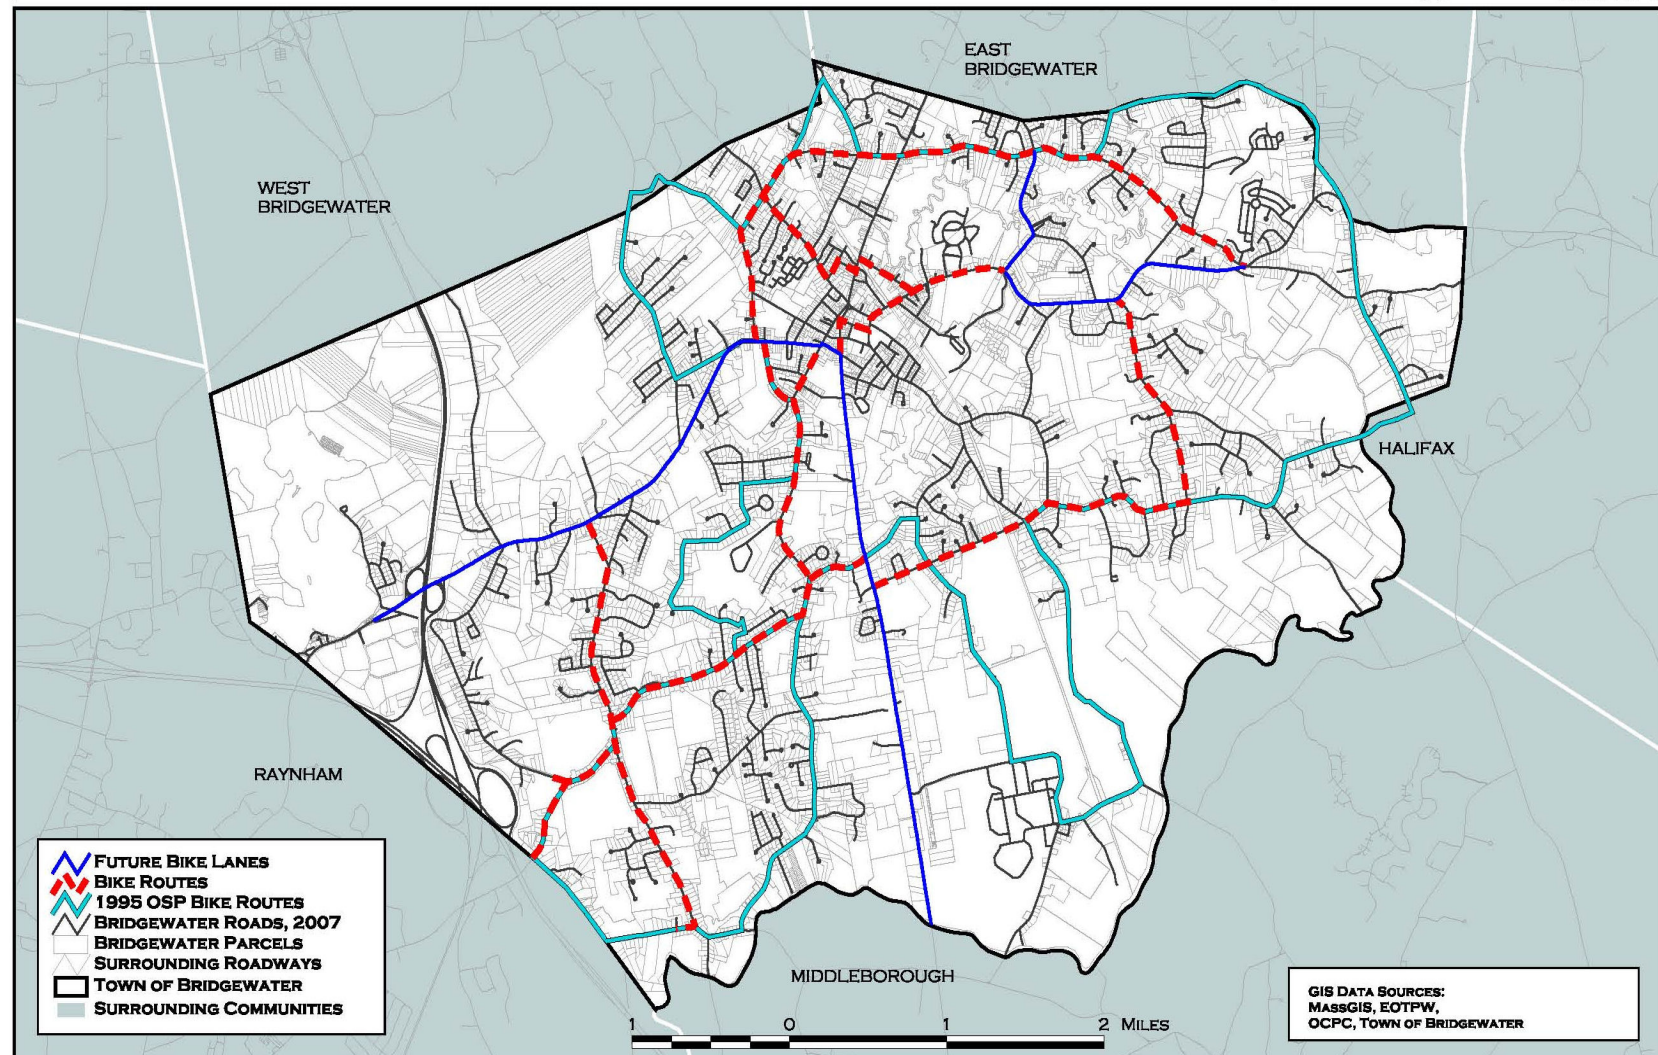 EAST
BRIDGEWATER
WEST
BRIDGEWATER
HALIFAX
RAYNHAM
MIDDLEBOROUGH
FUTURE BIKE LANES
BIKE ROUTES
1995 OSP BIKE ROUTES
BRIDGEWATER ROADS, 2007
BRIDGEWATER PARCELS
SURROUNDING ROADWAYS
TOWN OF BRIDGEWATER
SURROUNDING COMMUNITIES
1 0 1 2 MILES
GIS DATA SOURCES:
MASSGIS, EOTPW,
OCPC, TOWN OF BRIDGEWATER